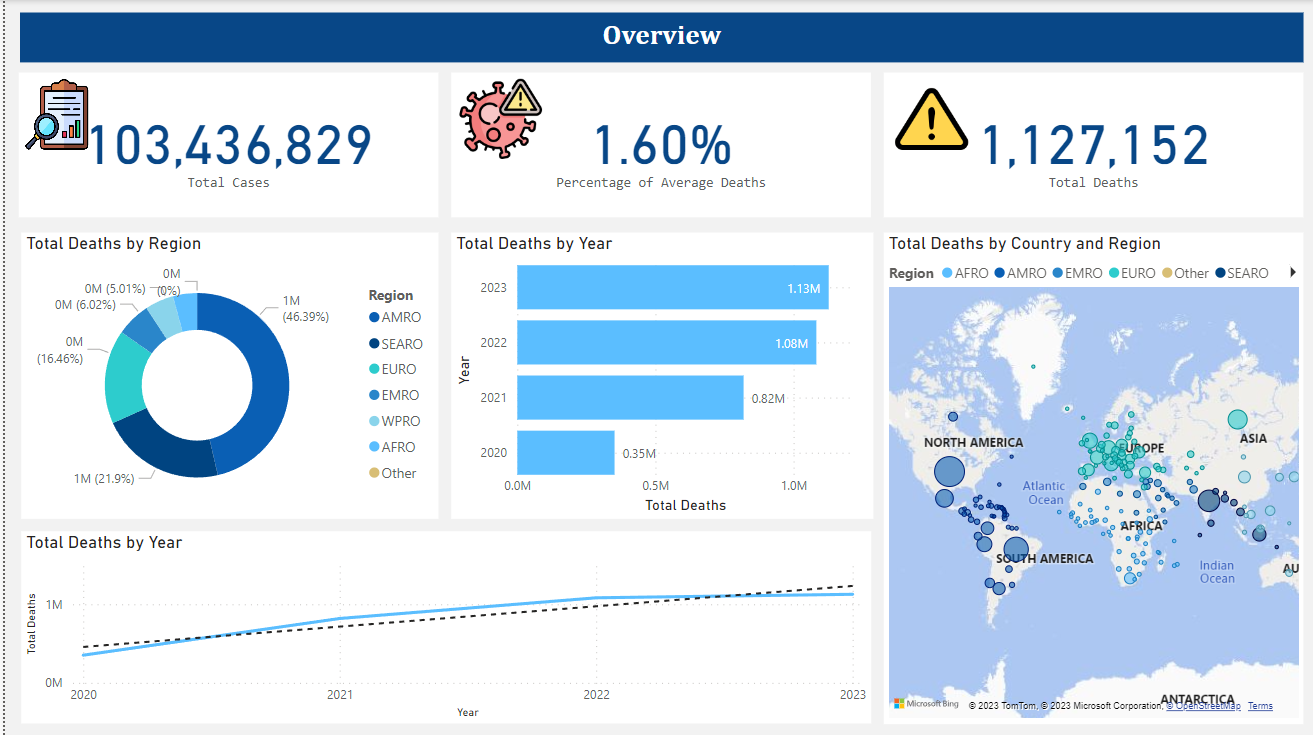 Overview
103,436,829
Total Cases
1.60%
Percentage of Average Deaths
1,127,152
Total Deaths
Total Deaths by Region
0M
(0%)
0M (5.01%)
0M (6.02%)
0M
(16.46%)
1M (21.9%)
1M
(46.39%)
Region
AMRO
SEARO
EURO
EMRO
WPRO
AFRO
Other
Total Deaths by Year
Year
2023
1.13M
2022
1.08M
2021
0.82M
2020
0.35M
0.0M
0.5M
1.0M
Total Deaths
Total Deaths by Country and Region
Region AFRO AMRO EMRO EURO Other SEARO
NORTH AMERICA
EUROPE
ASIA
Atlantic
Ocean
AFRICA
SOUTH AMERICA
Indian
Ocean
AU
ANTARCTICA
Microsoft Bing
© 2023 TomTom, © 2023 Microsoft Corporation, © OpenStreetMap Terms
Total Deaths by Year
Total Deaths
1M
0M
2020
2021
2022
2023
Year